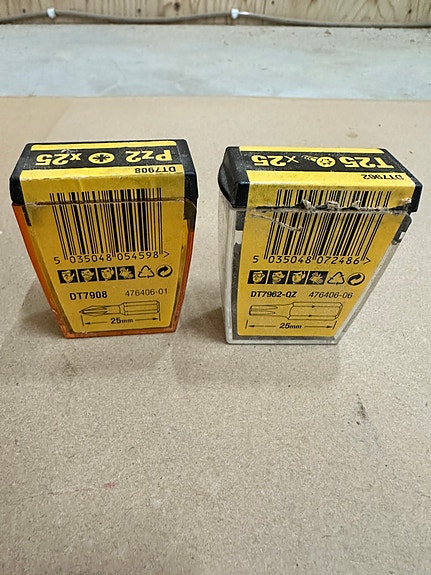 Pz2 x25
DT7908
5 035048 054598 >
DT7908 476406-01
25mm
T25 x25
DT7962
5 035048 072486 >
DT7962-QZ 476406-06
25mm